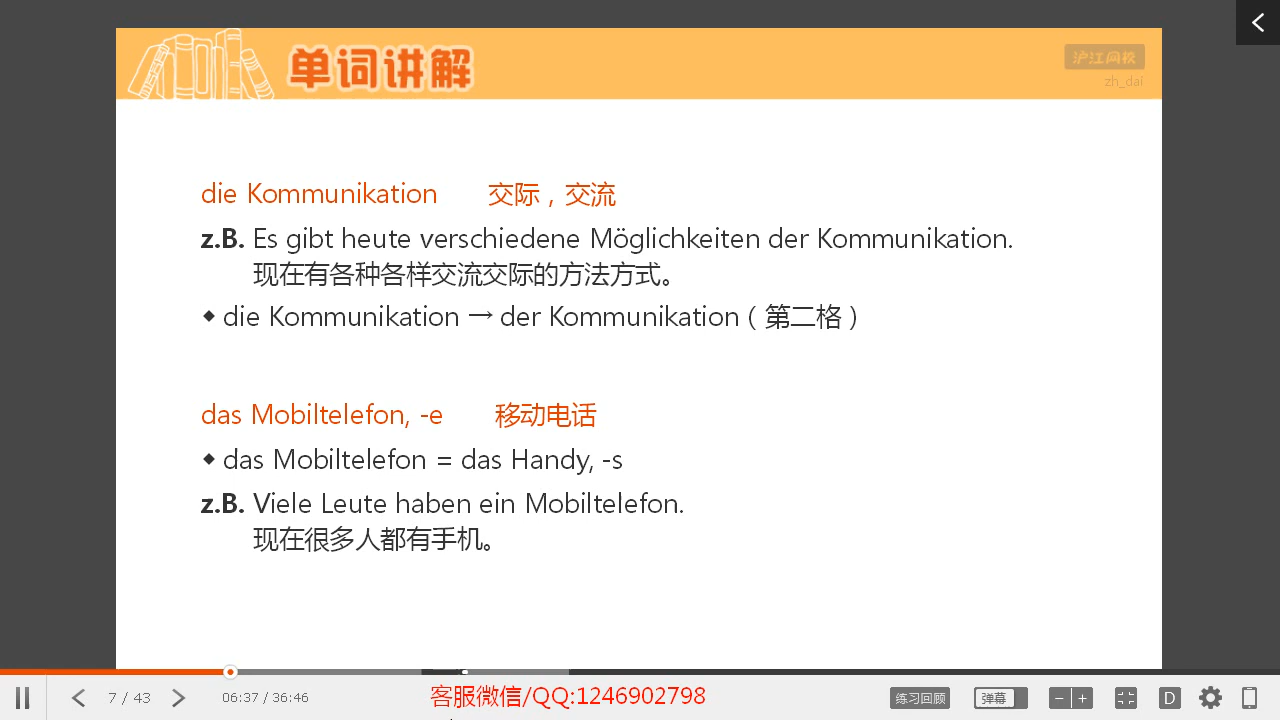 单词讲解
沪江网校
zh_dai
die Kommunikation 交际，交流
z.B. Es gibt heute verschiedene Möglichkeiten der Kommunikation.
现在有各种各样交流交际的方法方式。
◆ die Kommunikation → der Kommunikation（第二格）
das Mobiltelefon, -e 移动电话
◆ das Mobiltelefon = das Handy, -s
z.B. Viele Leute haben ein Mobiltelefon.
现在很多人都有手机。
7 / 43 06:37 / 36:46 客服微信/QQ:1246902798 练习回顾 弹幕 − + D